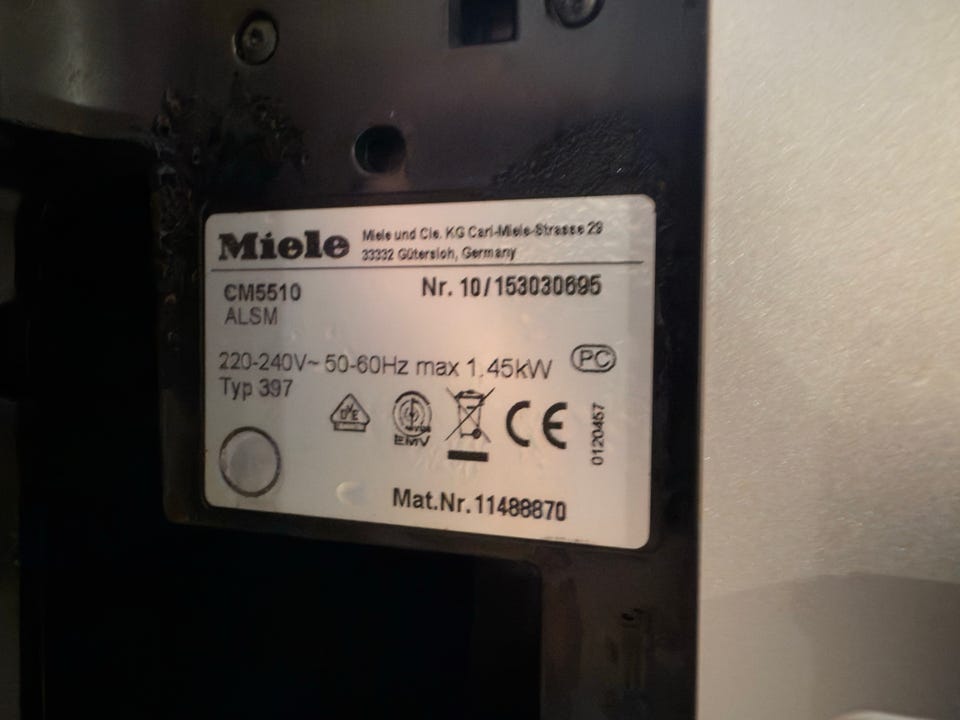 Miele
Miele und Cie. KG Carl-Miele-Strasse 29
33332 Gütersloh, Germany
CM5510
Nr. 10/153030695
ALSM
220-240V~ 50-60Hz max 1.45kW
PC
Typ 397
DVE
EMV
CE
0120457
Mat.Nr. 11488870